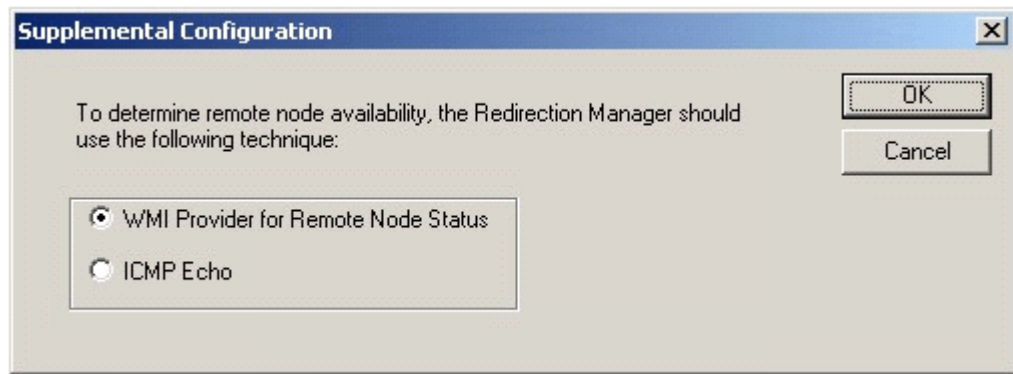 Supplemental Configuration
To determine remote node availability, the Redirection Manager should
use the following technique:
OK
Cancel
WMI Provider for Remote Node Status
ICMP Echo